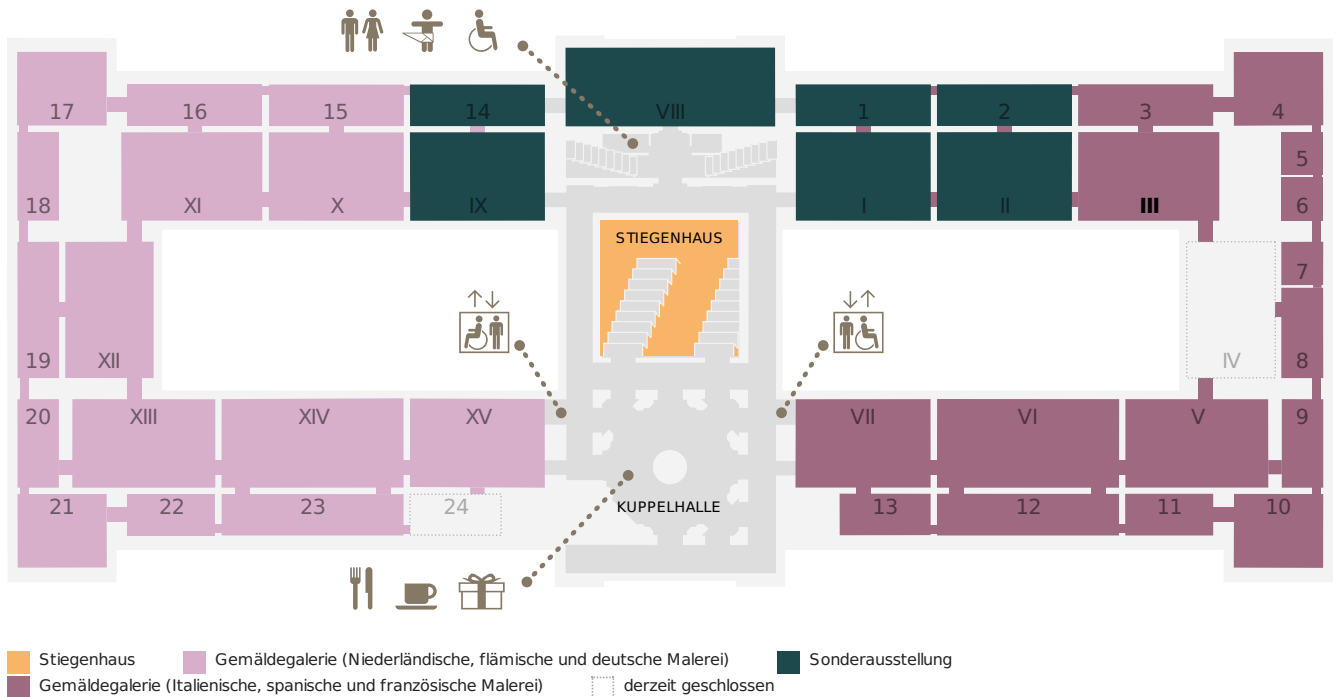 17
16
15
14
VIII
1
2
3
4
5
18
XI
X
IX
I
II
III
6
STIEGENHAUS
7
19
XII
IV
8
20
XIII
XIV
XV
VII
VI
V
9
21
22
23
24
KUPPELHALLE
13
12
11
10
Stiegenhaus
Gemäldegalerie (Niederländische, flämische und deutsche Malerei)
Sonderausstellung
Gemäldegalerie (Italienische, spanische und französische Malerei)
derzeit geschlossen